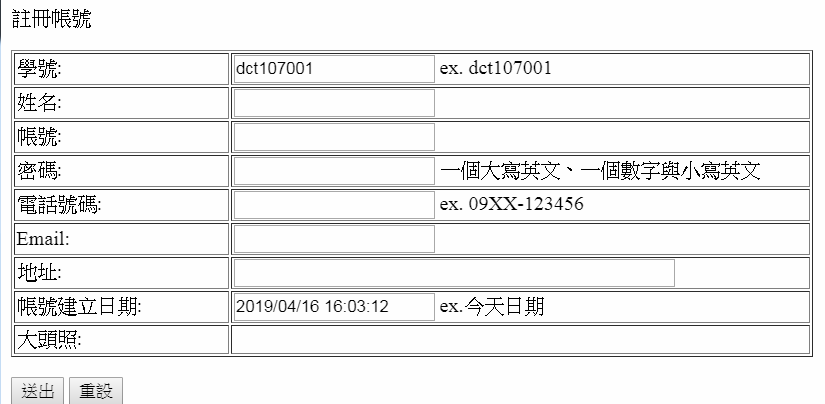 註冊帳號
學號: dct107001 ex. dct107001
姓名:
帳號:
密碼: 一個大寫英文、一個數字與小寫英文
電話號碼: ex. 09XX-123456
Email:
地址:
帳號建立日期: 2019/04/16 16:03:12 ex.今天日期
大頭照:
送出 重設